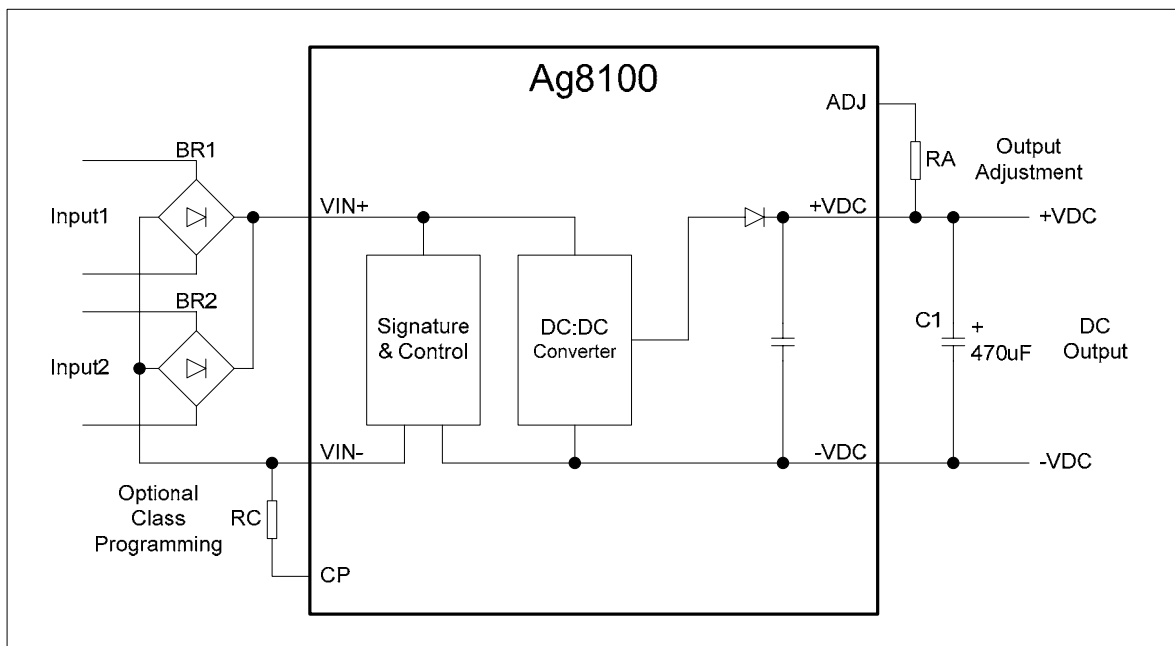 Ag8100
ADJ
RA
Output
Adjustment
BR1
Input1
VIN+
+VDC
+VDC
BR2
Input2
Signature
& Control
DC:DC
Converter
C1
+
470uF
DC
Output
VIN-
-VDC
-VDC
Optional
Class
Programming
RC
CP